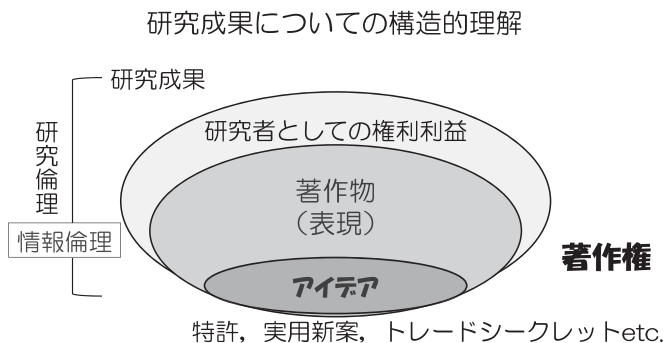 研究成果についての構造的理解
研究成果
研究者としての権利利益
研究倫理
著作物
（表現）
情報倫理
著作権
アイデア
特許，実用新案，トレードシークレットetc.